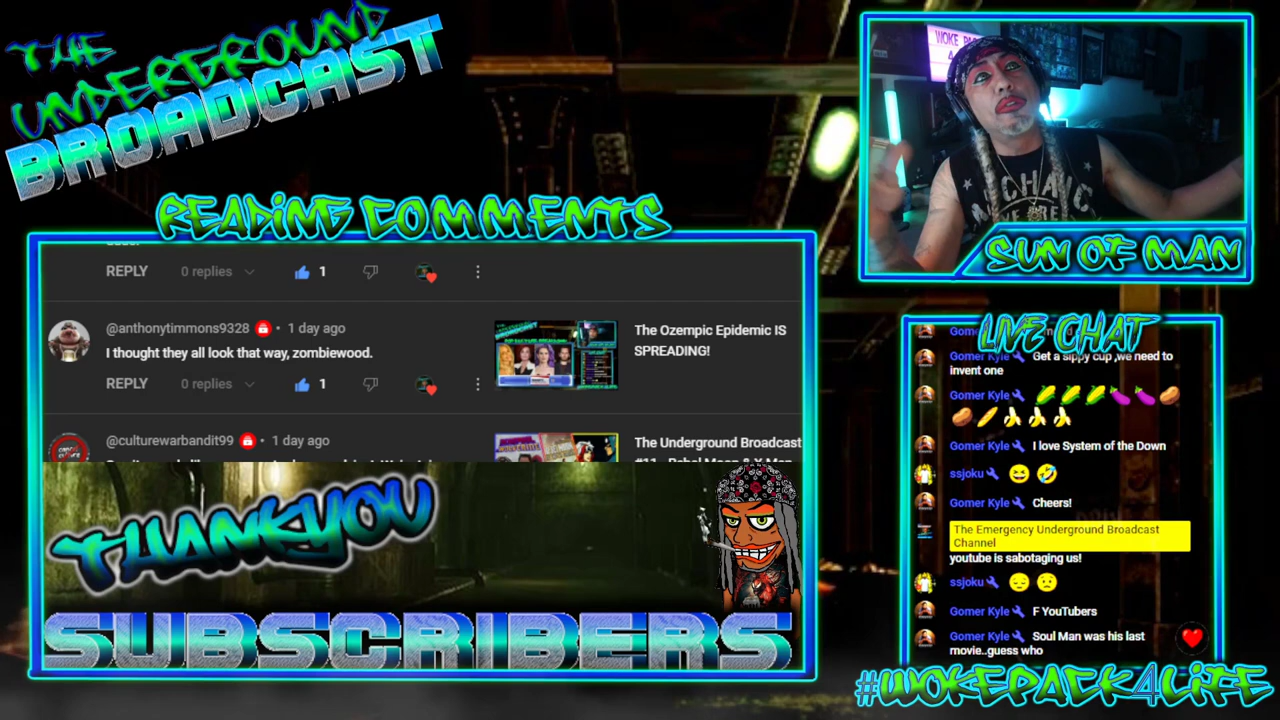 THE
UNDERGROUND
BROADCAST
READING COMMENTS
REPLY 0 replies 1
@anthonytimmons9328 • 1 day ago
I thought they all look that way, zombiewood.
REPLY 0 replies 1
The Ozempic Epidemic IS
SPREADING!
@culturewarbandit99 • 1 day ago
The Underground Broadcast
THANKYOU
SUBSCRIBERS
WOKE
SUN OF MAN
LIVE CHAT
Gomer Kyle Get a sippy cup ,we need to
invent one
Gomer Kyle 🌽🌽🌽🍆🍆🥔
🥔🥖🍌🍌🍌
Gomer Kyle I love System of the Down
ssjoku 😆🤣
Gomer Kyle Cheers!
The Emergency Underground Broadcast
Channel
youtube is sabotaging us!
ssjoku 😔😟
Gomer Kyle F YouTubers
Gomer Kyle Soul Man was his last
movie..guess who
#WOKEPACK4LIFE